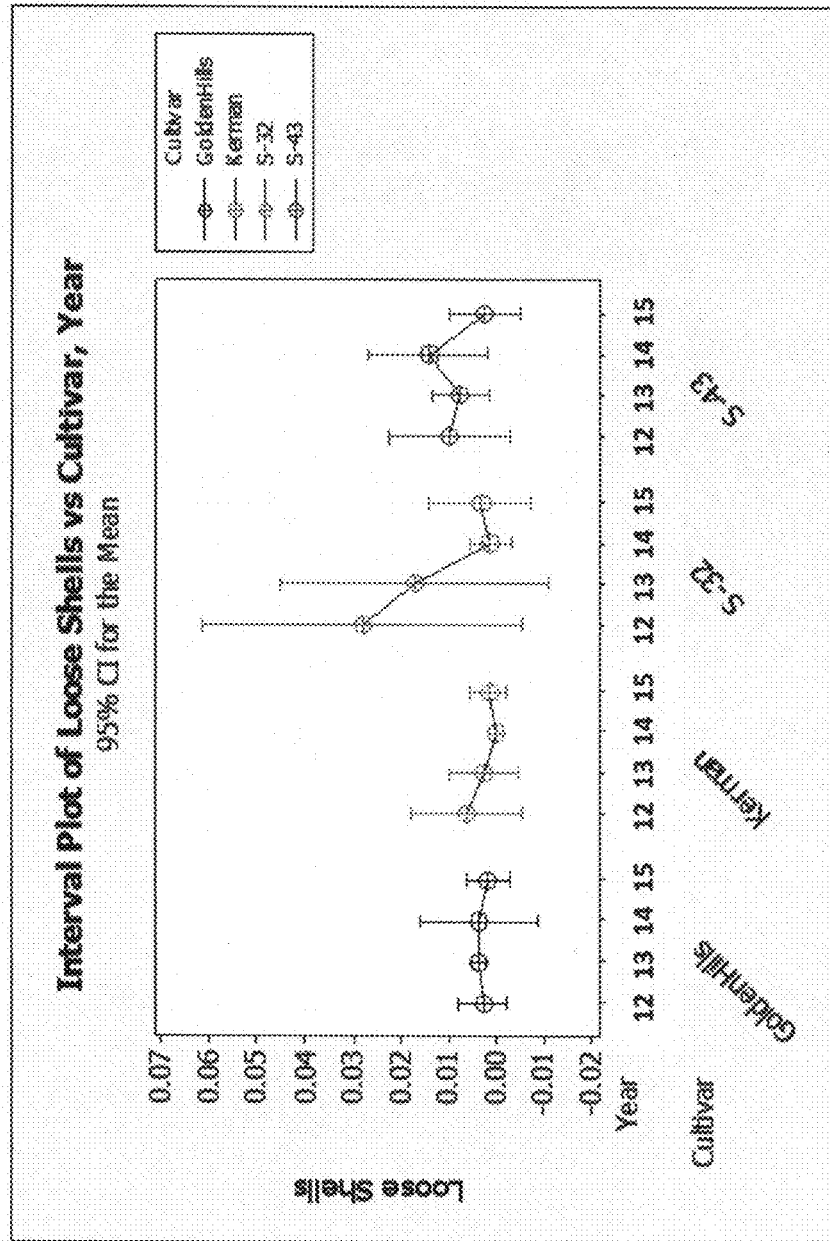 Interval Plot of Loose Shells vs Cultivar, Year
95% CI for the Mean
Loose Shells
0.07
0.06
0.05
0.04
0.03
0.02
0.01
0.00
-0.01
-0.02
Year 12 13 14 15 12 13 14 15 12 13 14 15 12 13 14 15
Cultivar GoldenHills Kerman S-32 S-43
Cultivar
GoldenHills
Kerman
S-32
S-43